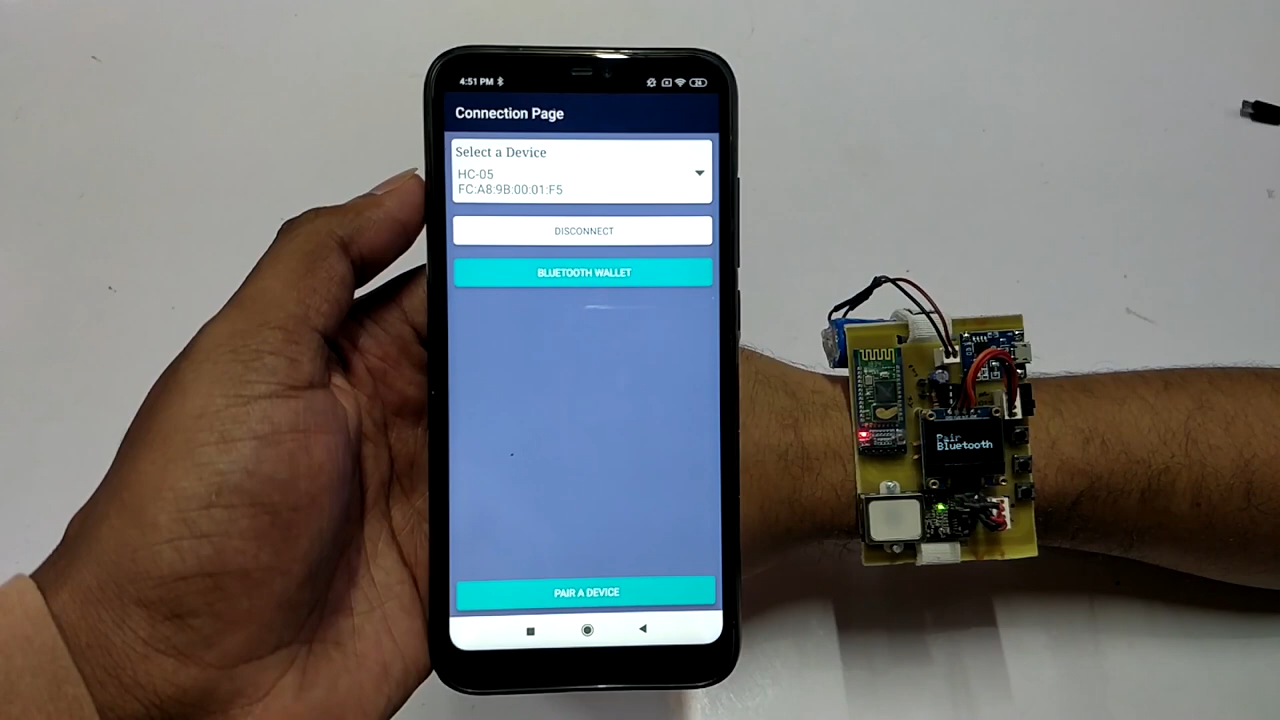 4:51 PM
24
Connection Page
Select a Device
HC-05
FC:A8:9B:00:01:F5
DISCONNECT
BLUETOOTH WALLET
PAIR A DEVICE
Pair
Bluetooth